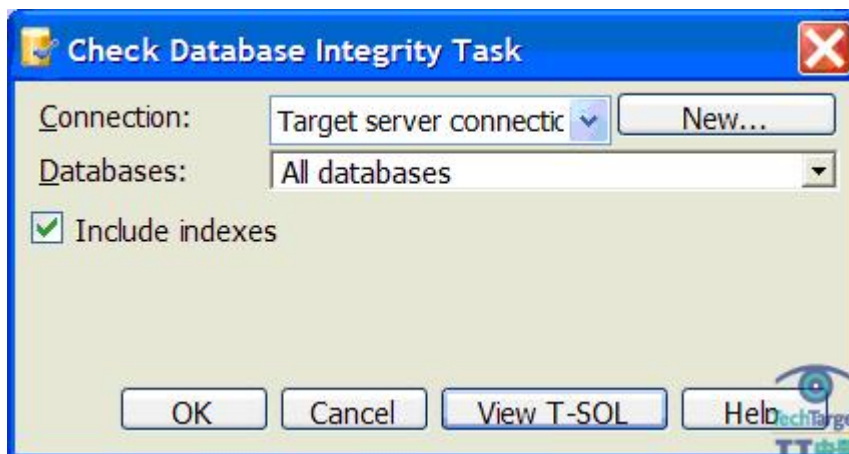 Check Database Integrity Task
Connection: Target server connectic New...
Databases: All databases
Include indexes
OK Cancel View T-SQL Help
TechTarge